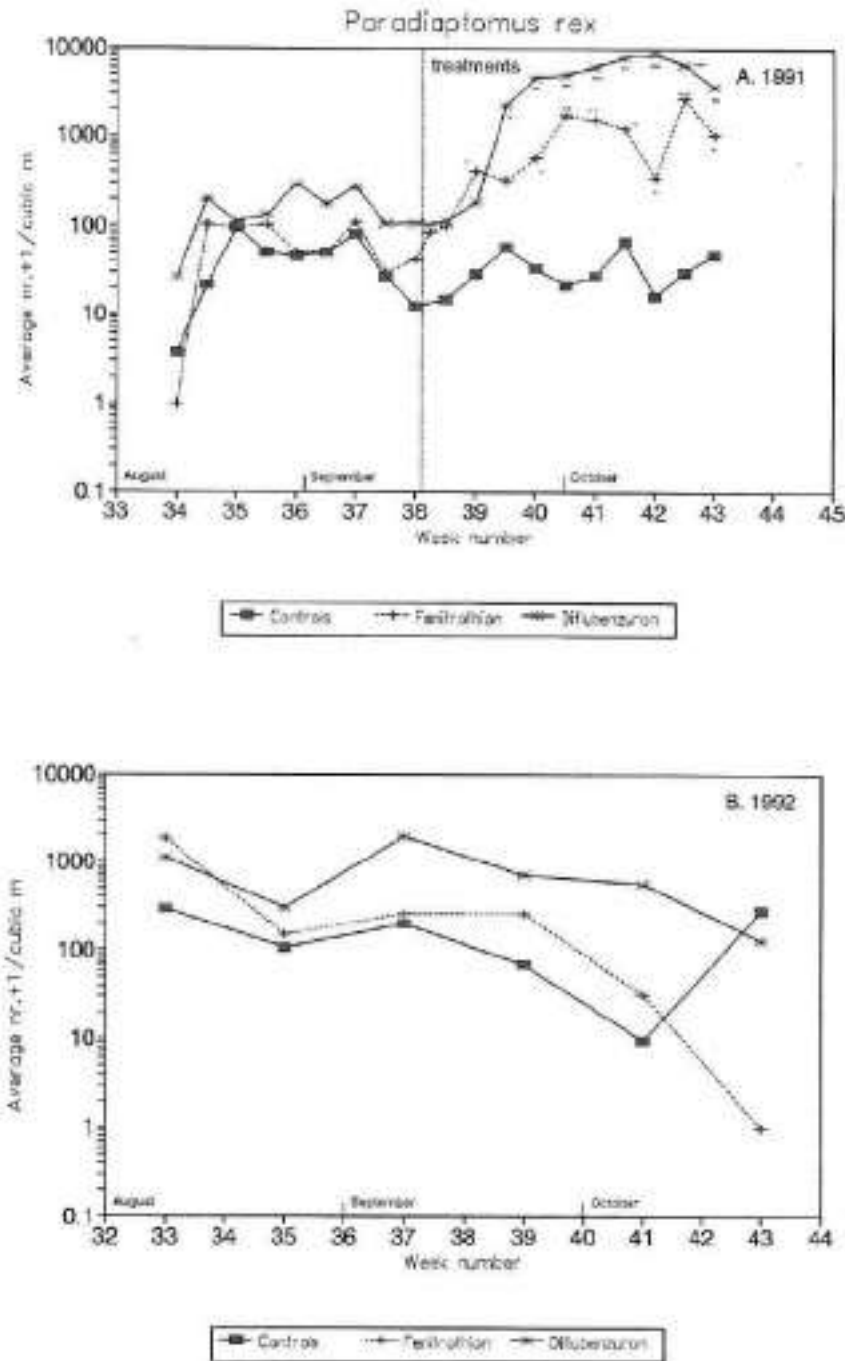 Paradiaptomus rex
Average nr.+1/cubic m
10000
1000
100
10
1
0.1
treatments
A. 1991
August
September
October
33 34 35 36 37 38 39 40 41 42 43 44 45
Week number
Controls Fenitrothion Diflubenzuron
Average nr.+1/cubic m
10000
1000
100
10
1
0.1
B. 1992
August
September
October
32 33 34 35 36 37 38 39 40 41 42 43 44
Week number
Controls Fenitrothion Diflubenzuron